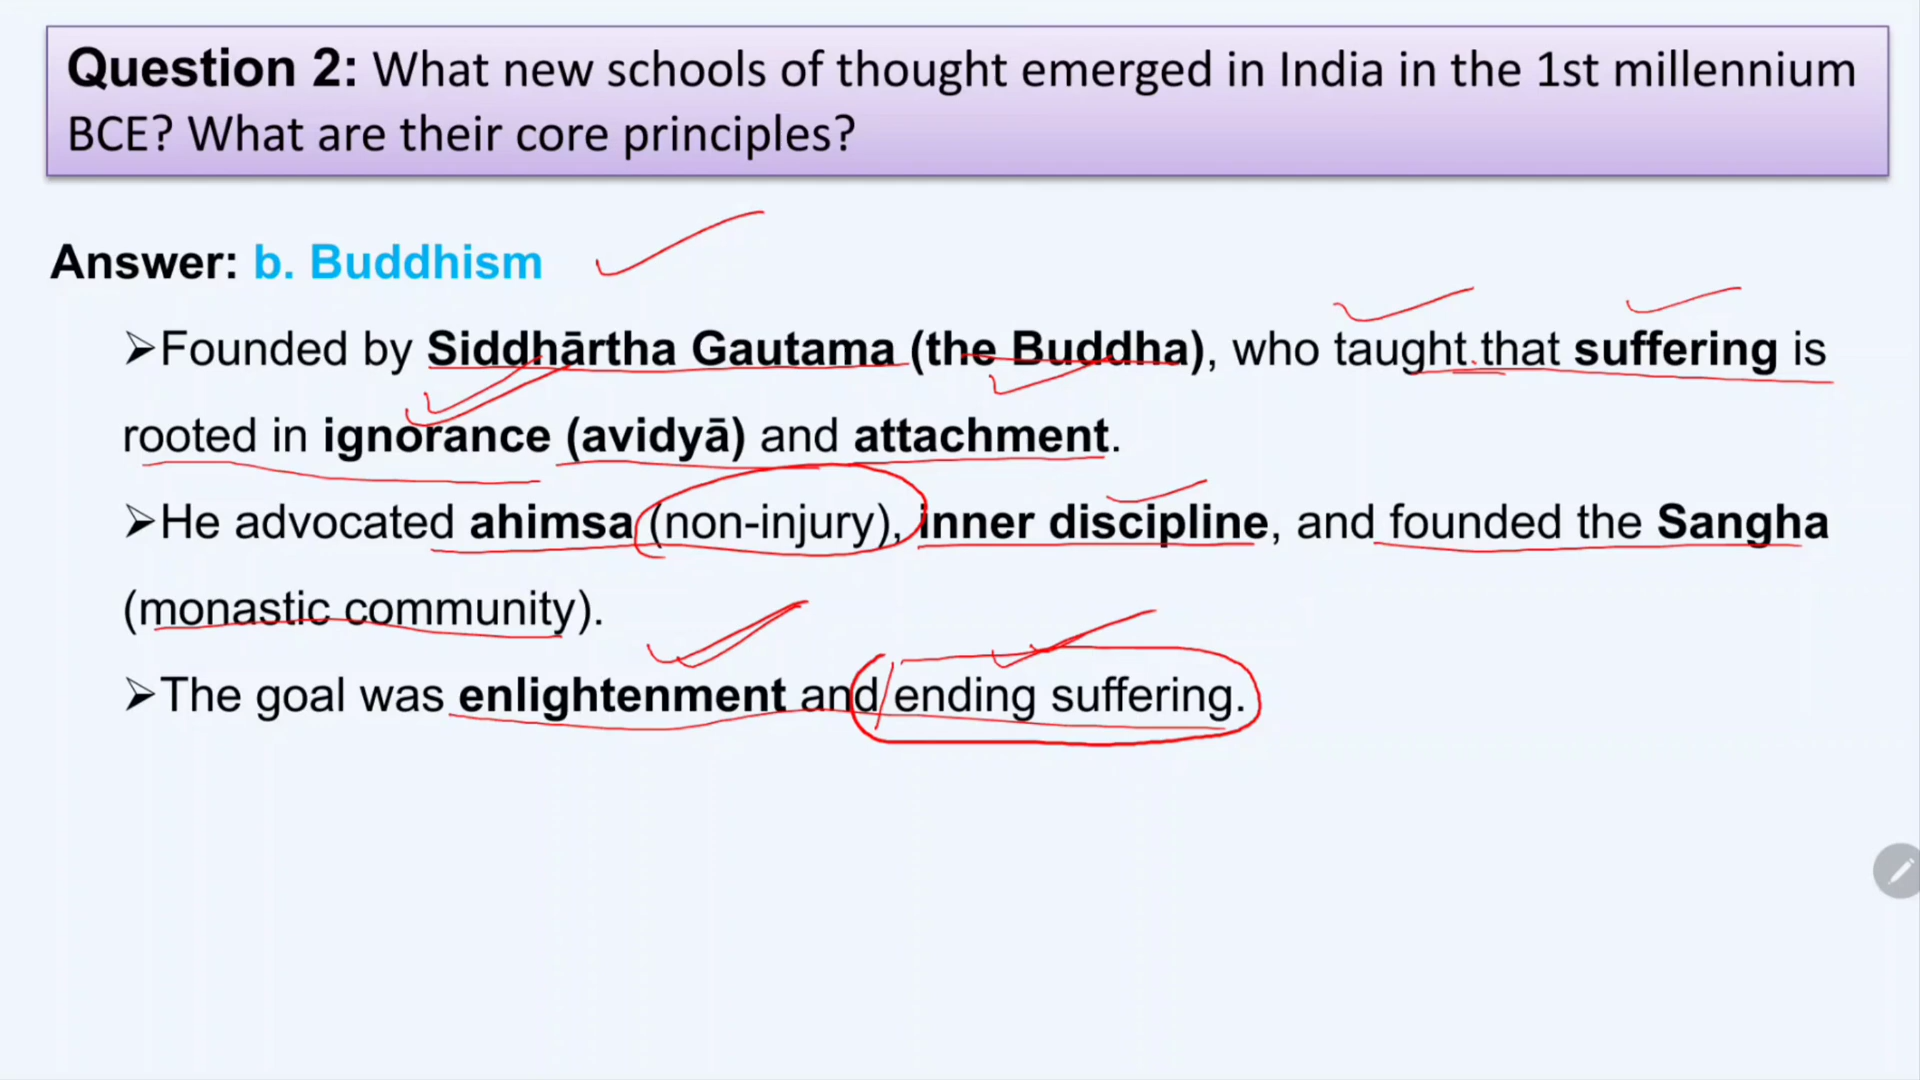 Question 2: What new schools of thought emerged in India in the 1st millennium
BCE? What are their core principles?
Answer: b. Buddhism
➢Founded by Siddhārtha Gautama (the Buddha), who taught that suffering is
rooted in ignorance (avidyā) and attachment.
➢He advocated ahimsa (non-injury), inner discipline, and founded the Sangha
(monastic community).
➢The goal was enlightenment and ending suffering.